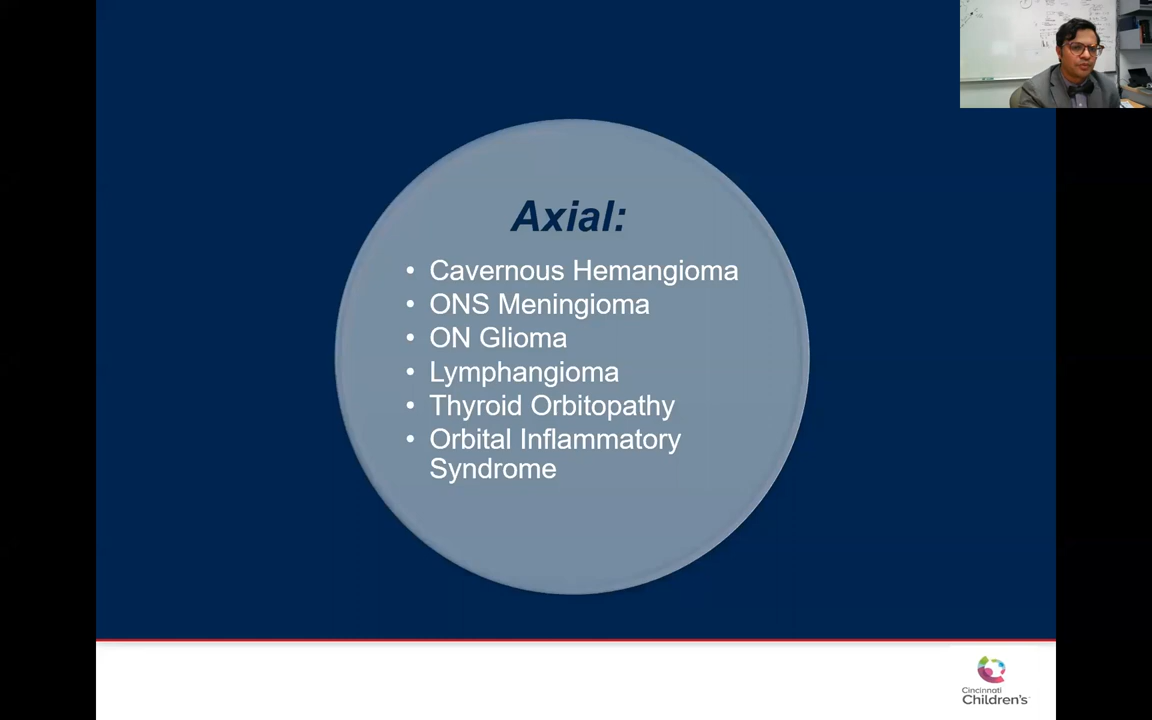 Axial:
• Cavernous Hemangioma
• ONS Meningioma
• ON Glioma
• Lymphangioma
• Thyroid Orbitopathy
• Orbital Inflammatory
Syndrome
Cincinnati
Children's